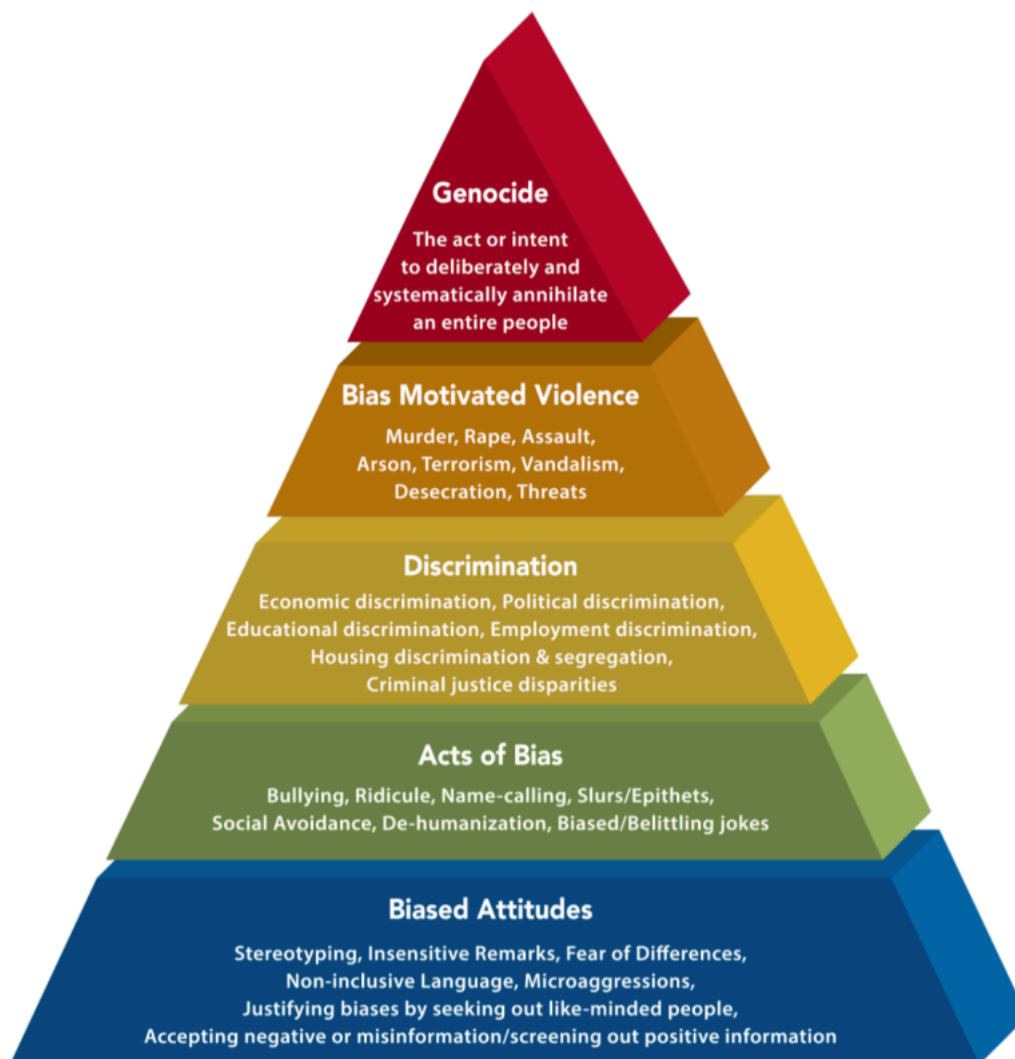 Genocide
The act or intent
to deliberately and
systematically annihilate
an entire people
Bias Motivated Violence
Murder, Rape, Assault,
Arson, Terrorism, Vandalism,
Desecration, Threats
Discrimination
Economic discrimination, Political discrimination,
Educational discrimination, Employment discrimination,
Housing discrimination & segregation,
Criminal justice disparities
Acts of Bias
Bullying, Ridicule, Name-calling, Slurs/Epithets,
Social Avoidance, De-humanization, Biased/Belittling jokes
Biased Attitudes
Stereotyping, Insensitive Remarks, Fear of Differences,
Non-inclusive Language, Microaggressions,
Justifying biases by seeking out like-minded people,
Accepting negative or misinformation/screening out positive information